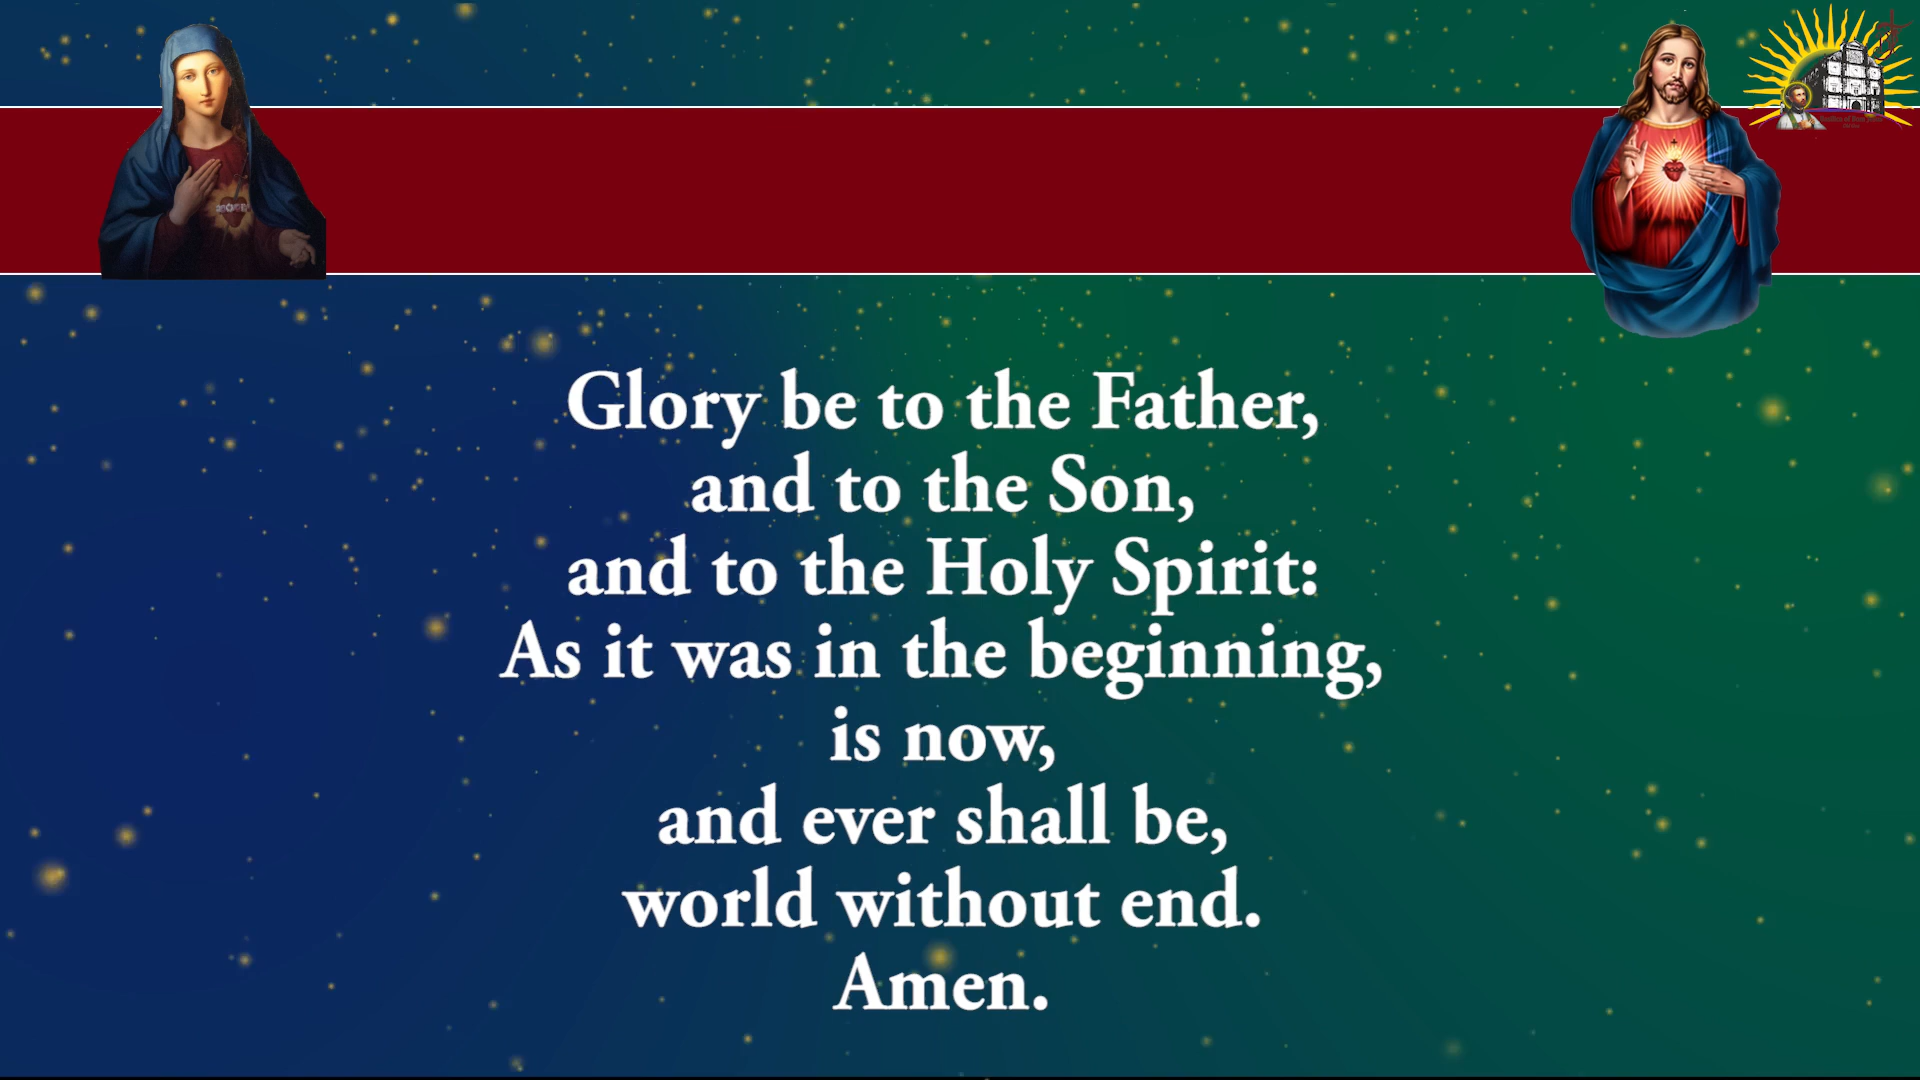 Glory be to the Father,
and to the Son,
and to the Holy Spirit:
As it was in the beginning,
is now,
and ever shall be,
world without end.
Amen.